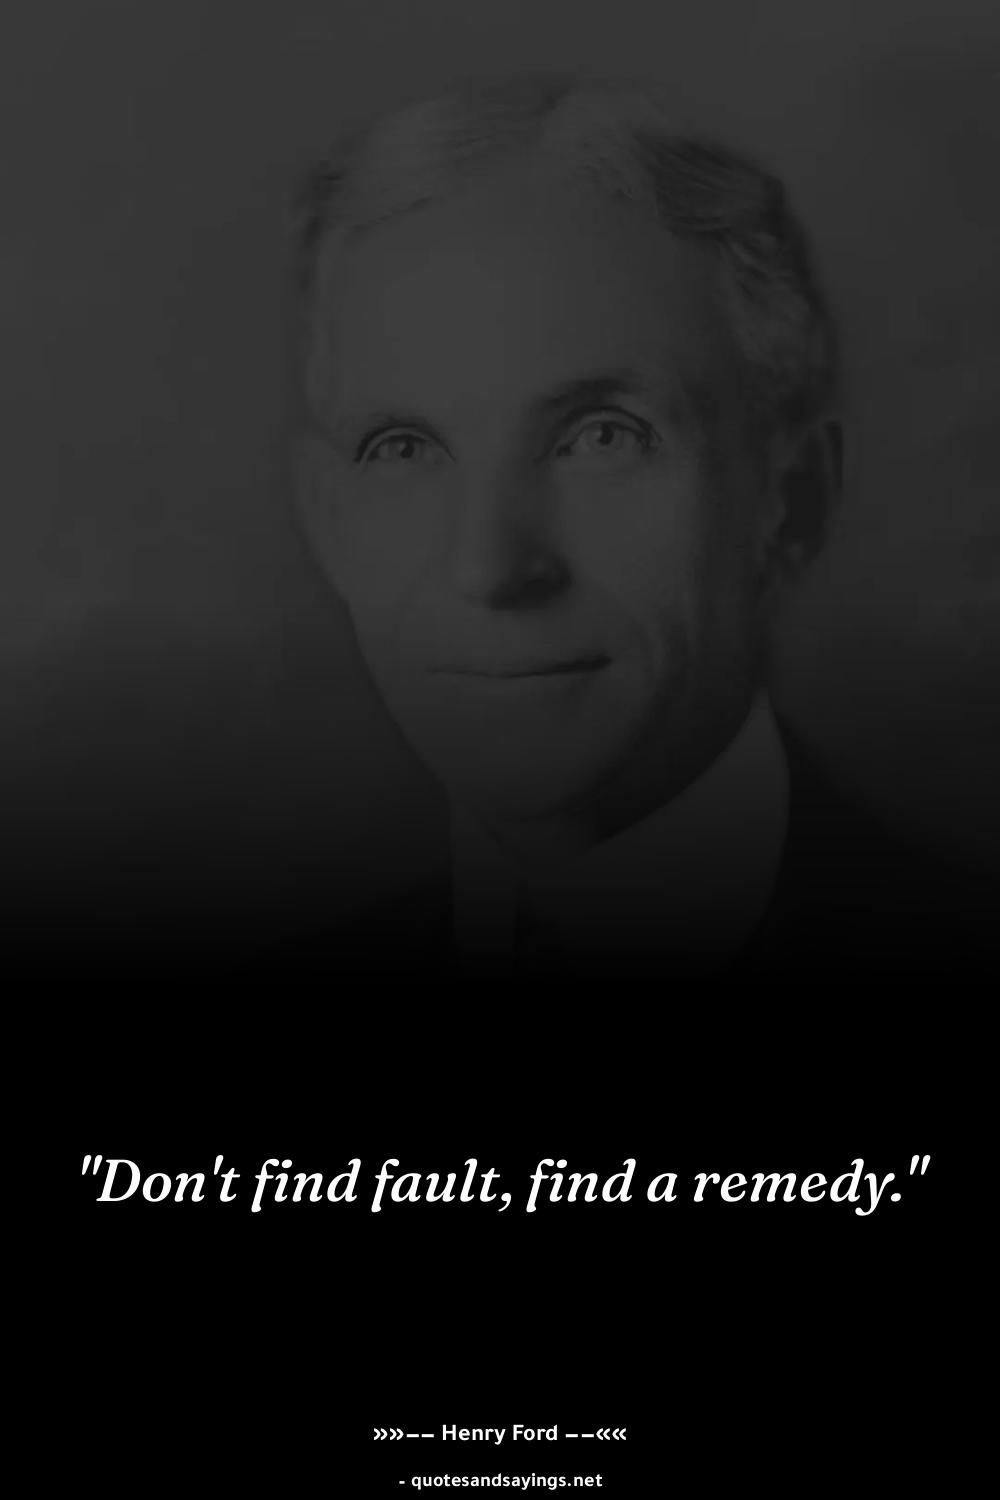 "Don't find fault, find a remedy."
»»–– Henry Ford ––««
- quotesandsayings.net